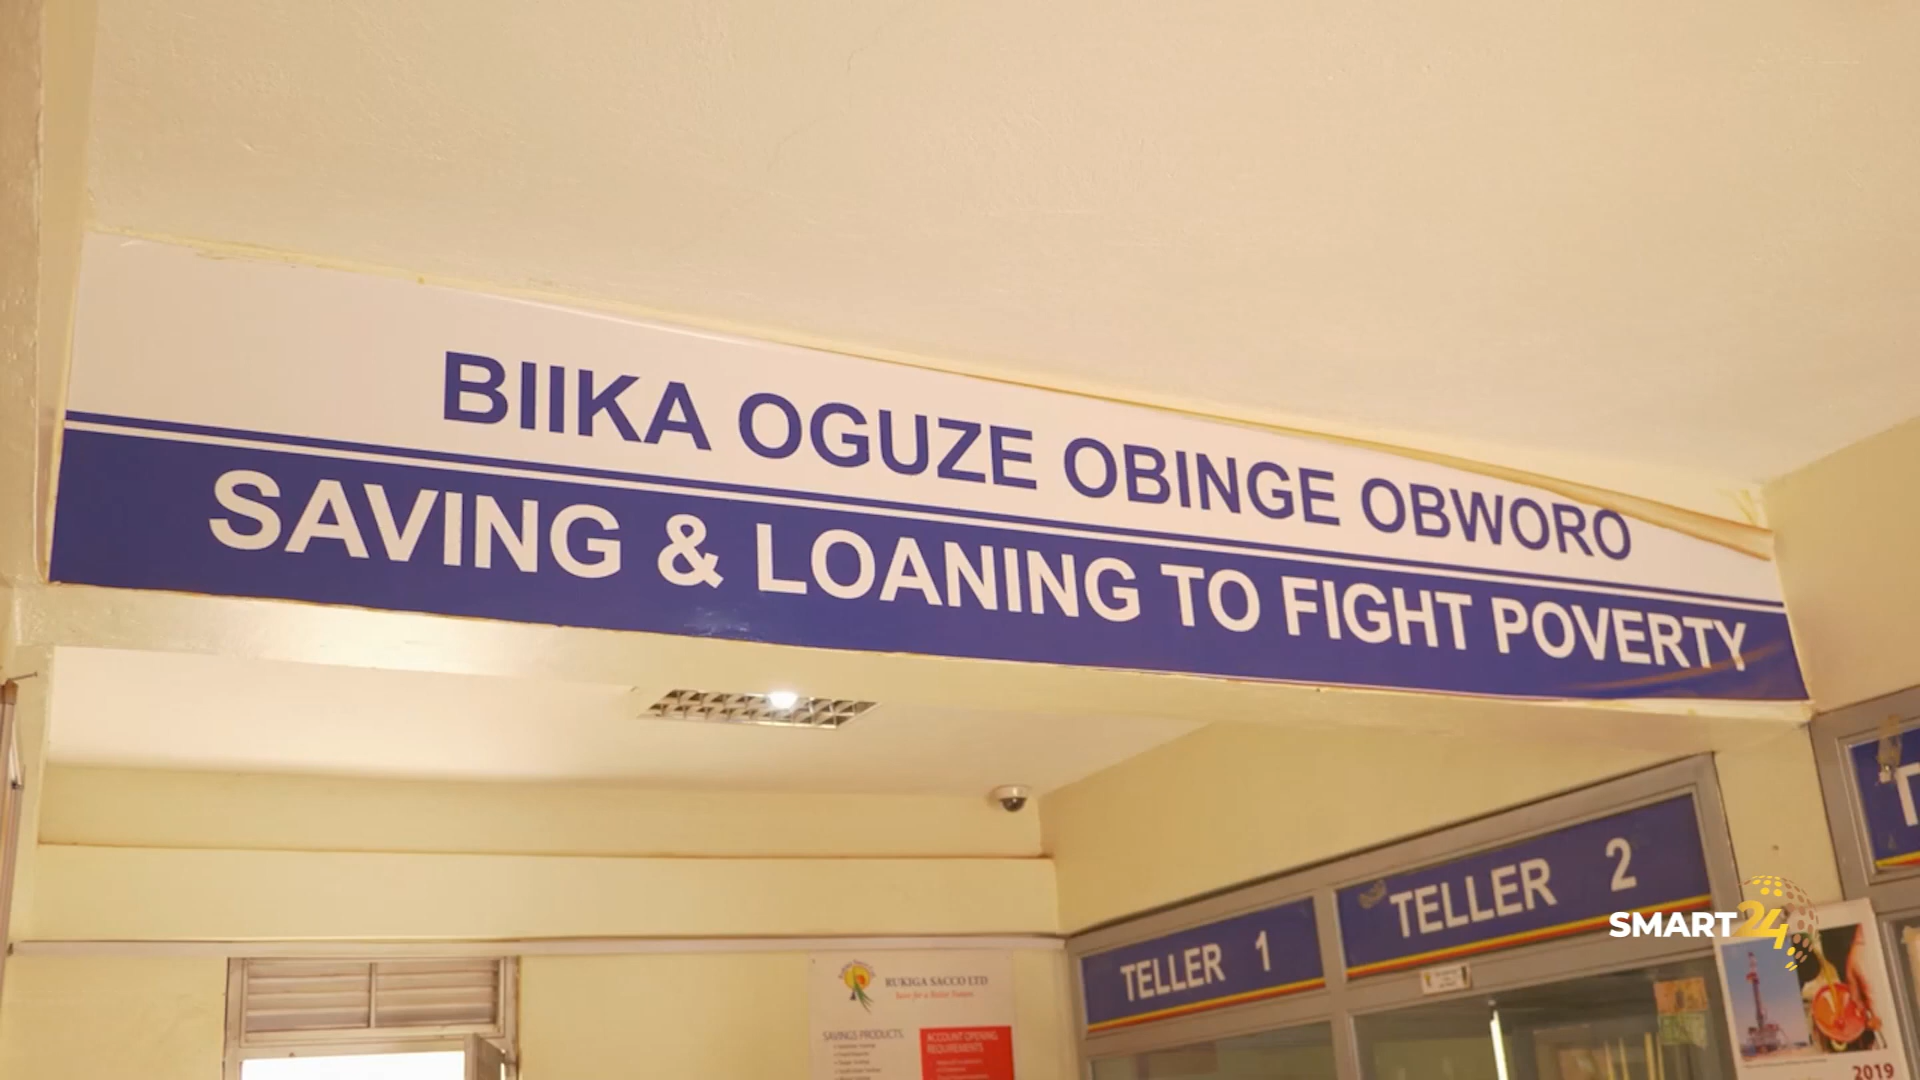 BIIKA OGUZE OBINGE OBWORO
SAVING & LOANING TO FIGHT POVERTY
TELLER 1
TELLER 2
SMART24
RUKIGA SACCO LTD
SAVINGS PRODUCTS
ACCOUNT OPENING
REQUIREMENTS
2019